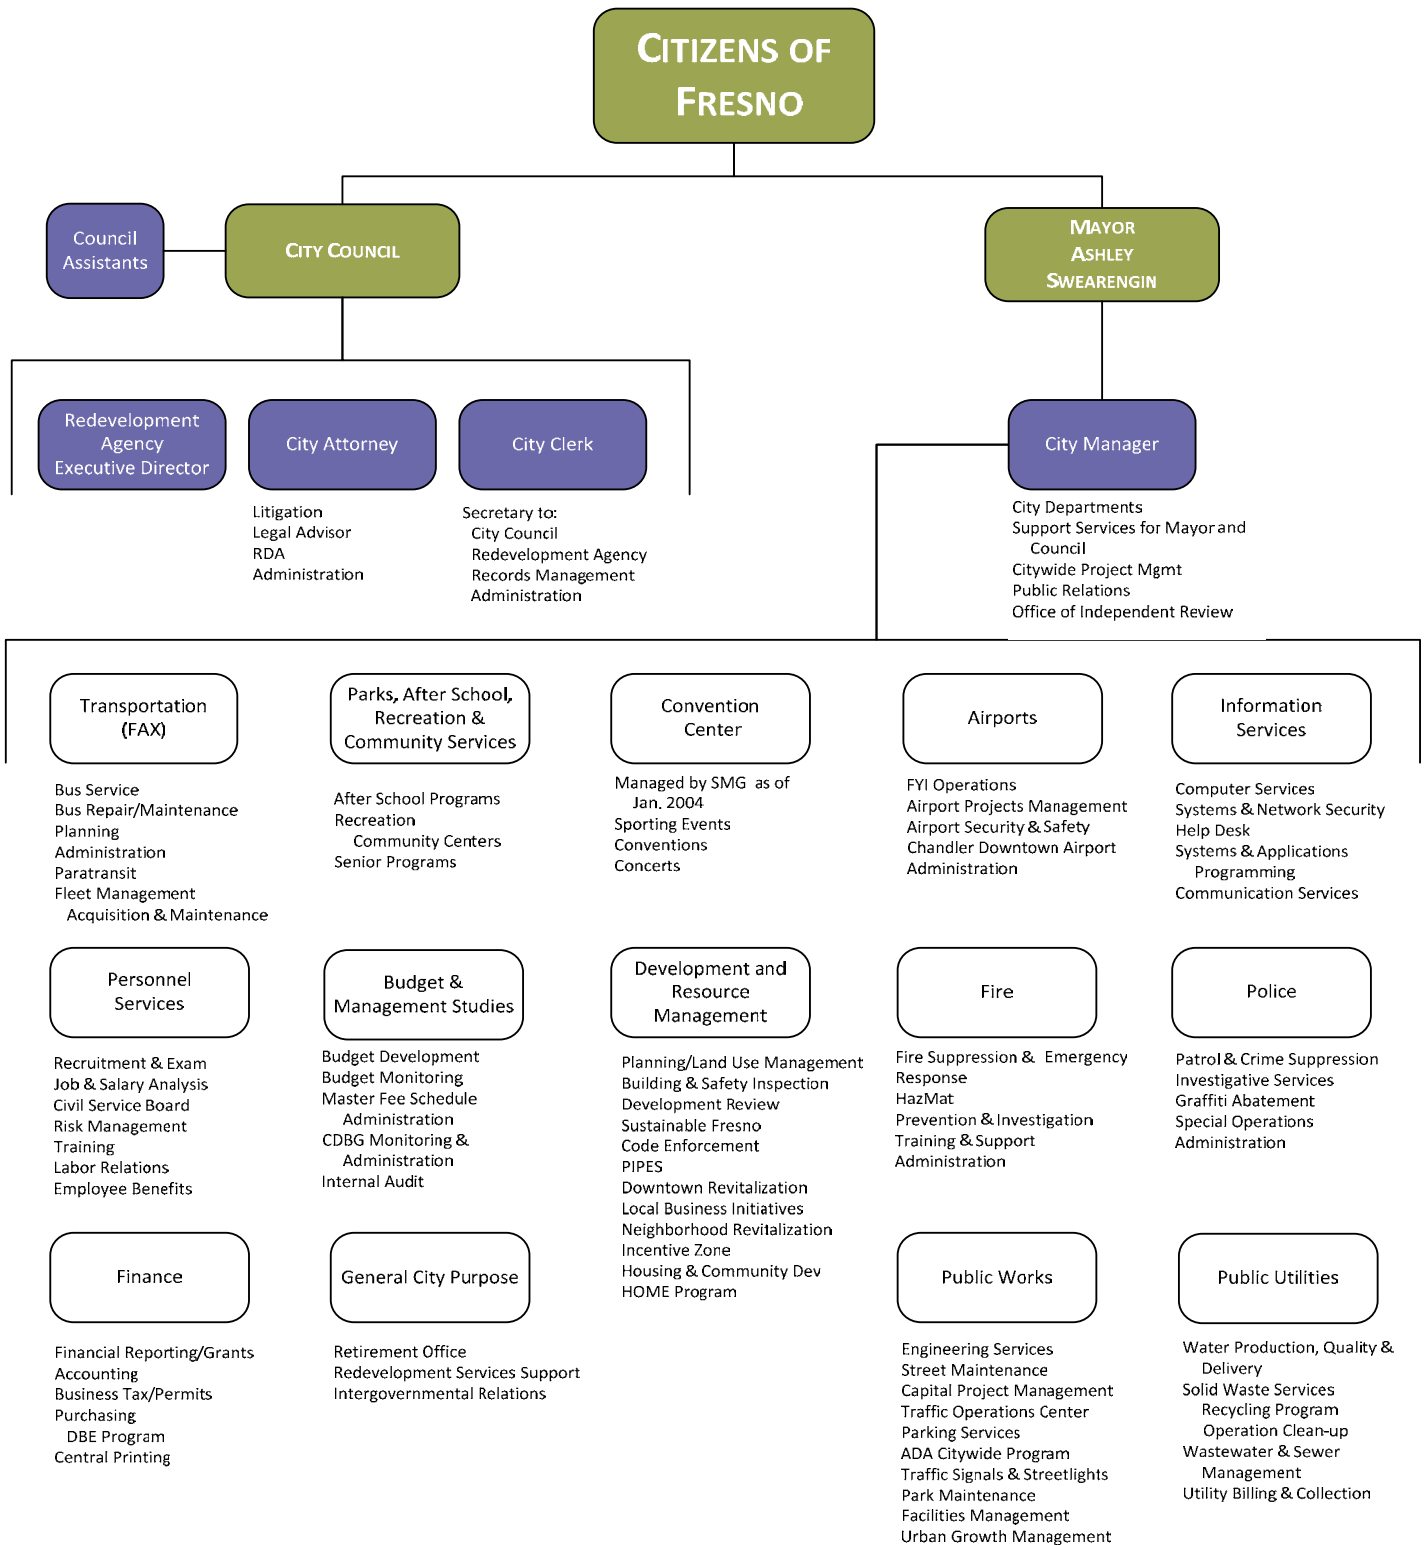 CITIZENS OF
FRESNO
Council
Assistants
CITY COUNCIL
MAYOR
ASHLEY
SWEARENGIN
Redevelopment
Agency
Executive Director
City Attorney
Litigation
Legal Advisor
RDA
Administration
City Clerk
Secretary to:
City Council
Redevelopment Agency
Records Management
Administration
City Manager
City Departments
Support Services for Mayor and
Council
Citywide Project Mgmt
Public Relations
Office of Independent Review
Transportation
(FAX)
Bus Service
Bus Repair/Maintenance
Planning
Administration
Paratransit
Fleet Management
Acquisition & Maintenance
Parks, After School,
Recreation &
Community Services
After School Programs
Recreation
Community Centers
Senior Programs
Convention
Center
Managed by SMG as of
Jan. 2004
Sporting Events
Conventions
Concerts
Airports
FYI Operations
Airport Projects Management
Airport Security & Safety
Chandler Downtown Airport
Administration
Information
Services
Computer Services
Systems & Network Security
Help Desk
Systems & Applications
Programming
Communication Services
Personnel
Services
Recruitment & Exam
Job & Salary Analysis
Civil Service Board
Risk Management
Training
Labor Relations
Employee Benefits
Budget &
Management Studies
Budget Development
Budget Monitoring
Master Fee Schedule
Administration
CDBG Monitoring &
Administration
Internal Audit
Development and
Resource
Management
Planning/Land Use Management
Building & Safety Inspection
Development Review
Sustainable Fresno
Code Enforcement
PIPES
Downtown Revitalization
Local Business Initiatives
Neighborhood Revitalization
Incentive Zone
Housing & Community Dev
HOME Program
Fire
Fire Suppression & Emergency
Response
HazMat
Prevention & Investigation
Training & Support
Administration
Police
Patrol & Crime Suppression
Investigative Services
Graffiti Abatement
Special Operations
Administration
Finance
Financial Reporting/Grants
Accounting
Business Tax/Permits
Purchasing
DBE Program
Central Printing
General City Purpose
Retirement Office
Redevelopment Services Support
Intergovernmental Relations
Public Works
Engineering Services
Street Maintenance
Capital Project Management
Traffic Operations Center
Parking Services
ADA Citywide Program
Traffic Signals & Streetlights
Park Maintenance
Facilities Management
Urban Growth Management
Public Utilities
Water Production, Quality &
Delivery
Solid Waste Services
Recycling Program
Operation Clean-up
Wastewater & Sewer
Management
Utility Billing & Collection